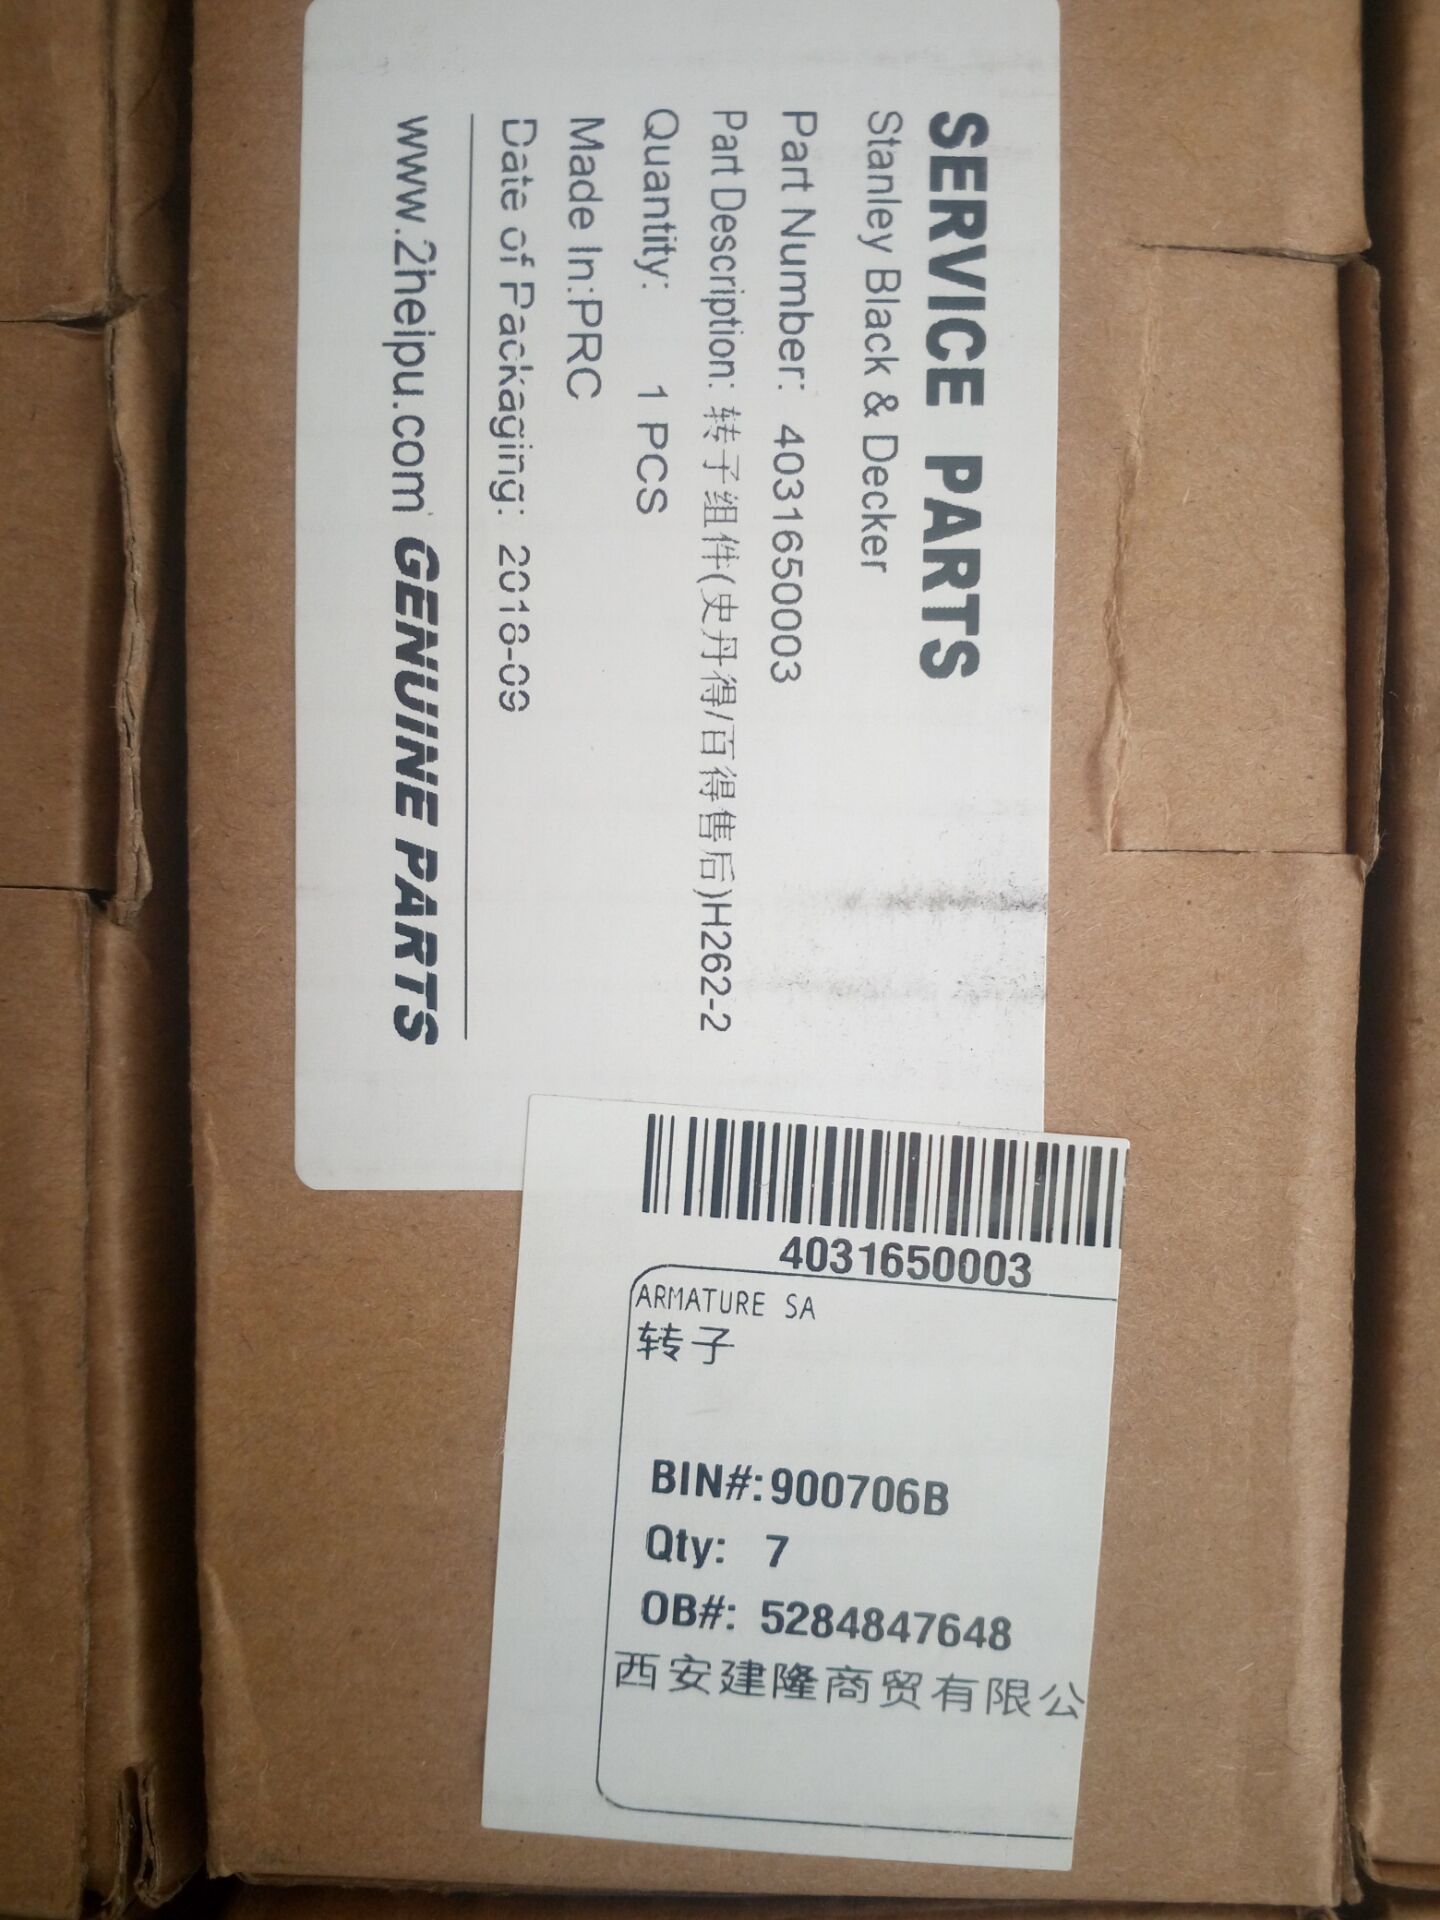 SERVICE PARTS
Stanley Black & Decker
Part Number: 4031650003
Part Description: 转子组件(史丹得/百得售后)H262-2
Quantity: 1 PCS
Made In:PRC
Date of Packaging: 2018-09
www.2heipu.com GENUINE PARTS
4031650003
ARMATURE SA
转子
BIN#:900706B
Qty: 7
OB#: 5284847648
西安建隆商贸有限公